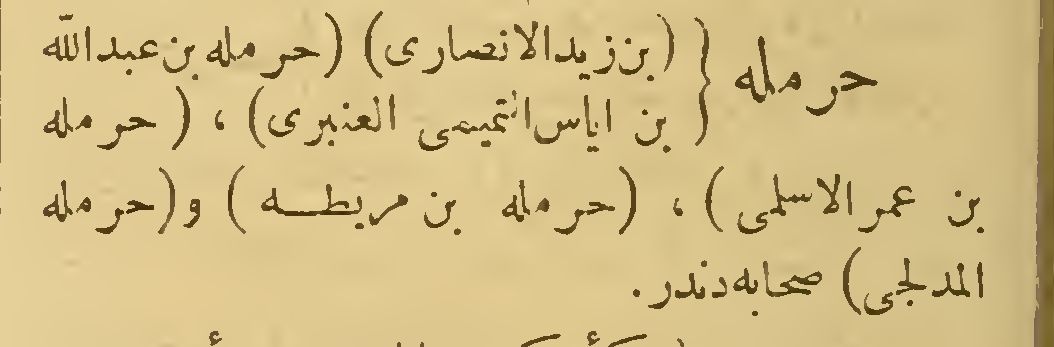 حرمله { (بن زيد الانصارى) (حرمله بن عبدالله
بن اياس التميمى العنبرى) ، (حرمله
بن عمر الاسلمى) ، (حرمله بن مريطه) و(حرمله
المدلجى) صحابه دندر.